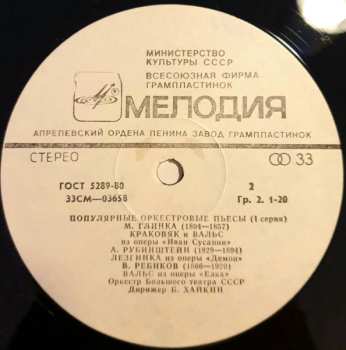 МИНИСТЕРСТВО
КУЛЬТУРЫ СССР
ВСЕСОЮЗНАЯ ФИРМА
ГРАМПЛАСТИНОК
МЕЛОДИЯ
АПРЕЛЕВСКИЙ ОРДЕНА ЛЕНИНА ЗАВОД ГРАМПЛАСТИНОК
СТЕРЕО 33
ГОСТ 5289-80 2
33СМ—03658 Гр. 2. 1-20
ПОПУЛЯРНЫЕ ОРКЕСТРОВЫЕ ПЬЕСЫ (1 серия)
М. ГЛИНКА (1804—1857)
КРАКОВЯК и ВАЛЬС
из оперы «Иван Сусанин»
А. РУБИНШТЕЙН (1829—1894)
ЛЕЗГИНКА из оперы «Демон»
В. РЕБИКОВ (1866—1920)
ВАЛЬС из оперы «Елка»
Оркестр Большого театра СССР
Дирижер Б. ХАЙКИН